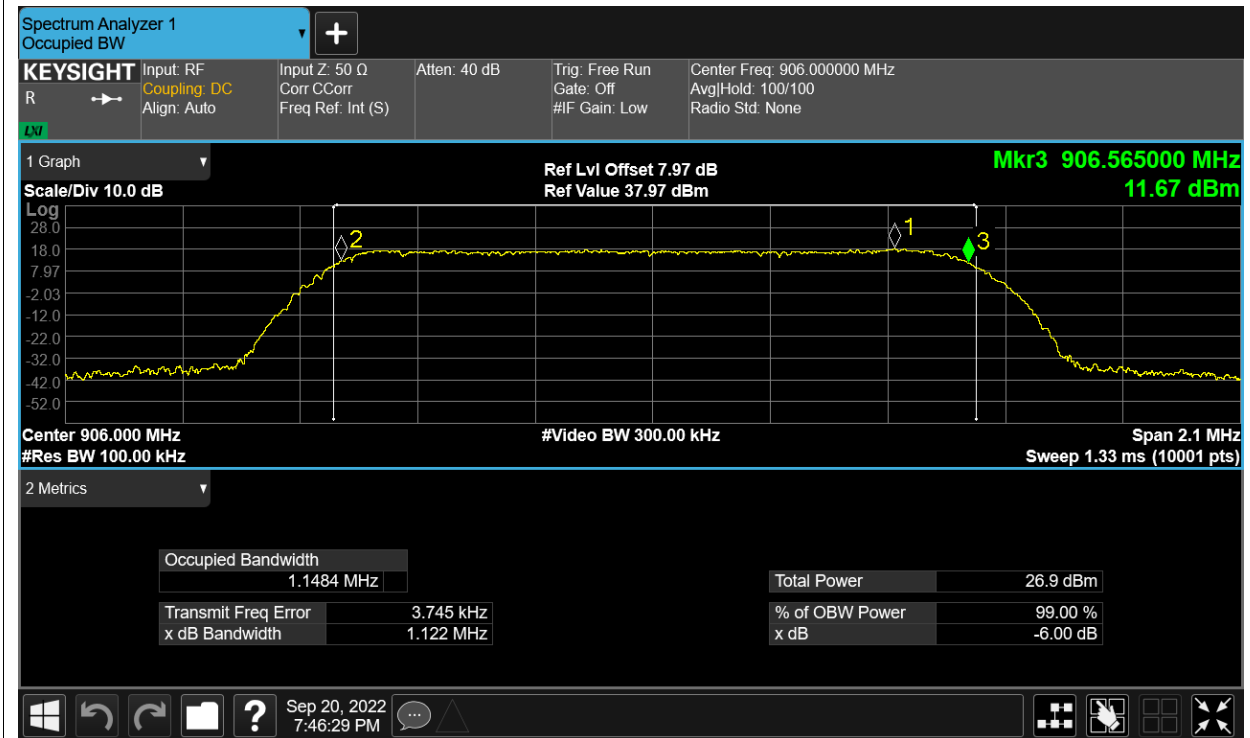 Spectrum Analyzer 1
Occupied BW
KEYSIGHT
R
LXI
Input: RF
Coupling: DC
Align: Auto
Input Z: 50 Ω
Corr CCorr
Freq Ref: Int (S)
Atten: 40 dB
Trig: Free Run
Gate: Off
#IF Gain: Low
Center Freq: 906.000000 MHz
Avg|Hold: 100/100
Radio Std: None
1 Graph
Scale/Div 10.0 dB
Ref Lvl Offset 7.97 dB
Ref Value 37.97 dBm
Mkr3 906.565000 MHz
11.67 dBm
Log
28.0
18.0
7.97
-2.03
-12.0
-22.0
-32.0
-42.0
-52.0
2
1
3
Center 906.000 MHz
#Res BW 100.00 kHz
#Video BW 300.00 kHz
Span 2.1 MHz
Sweep 1.33 ms (10001 pts)
2 Metrics
Occupied Bandwidth
1.1484 MHz
Transmit Freq Error 3.745 kHz
x dB Bandwidth 1.122 MHz
Total Power 26.9 dBm
% of OBW Power 99.00 %
x dB -6.00 dB
?
Sep 20, 2022
7:46:29 PM